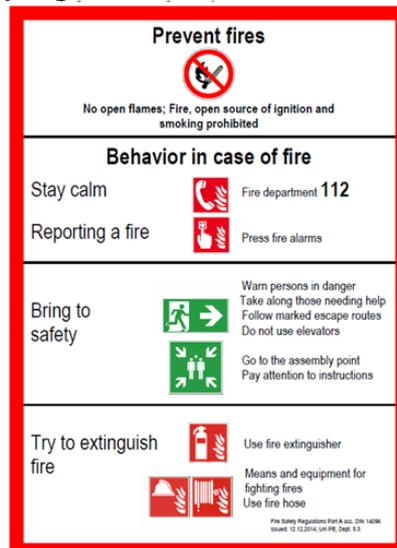 Prevent fires
No open flames; Fire, open source of ignition and
smoking prohibited
Behavior in case of fire
Stay calm
Fire department 112
Reporting a fire
Press fire alarms
Bring to
safety
Warn persons in danger
Take along those needing help
Follow marked escape routes
Do not use elevators
Go to the assembly point
Pay attention to instructions
Try to extinguish
fire
Use fire extinguisher
Means and equipment for
fighting fires
Use fire hose
Fire Safety Regulations Part A acc. DIN 14096
Issued: 12.12.2014, Uni PB, Dept. 5.3